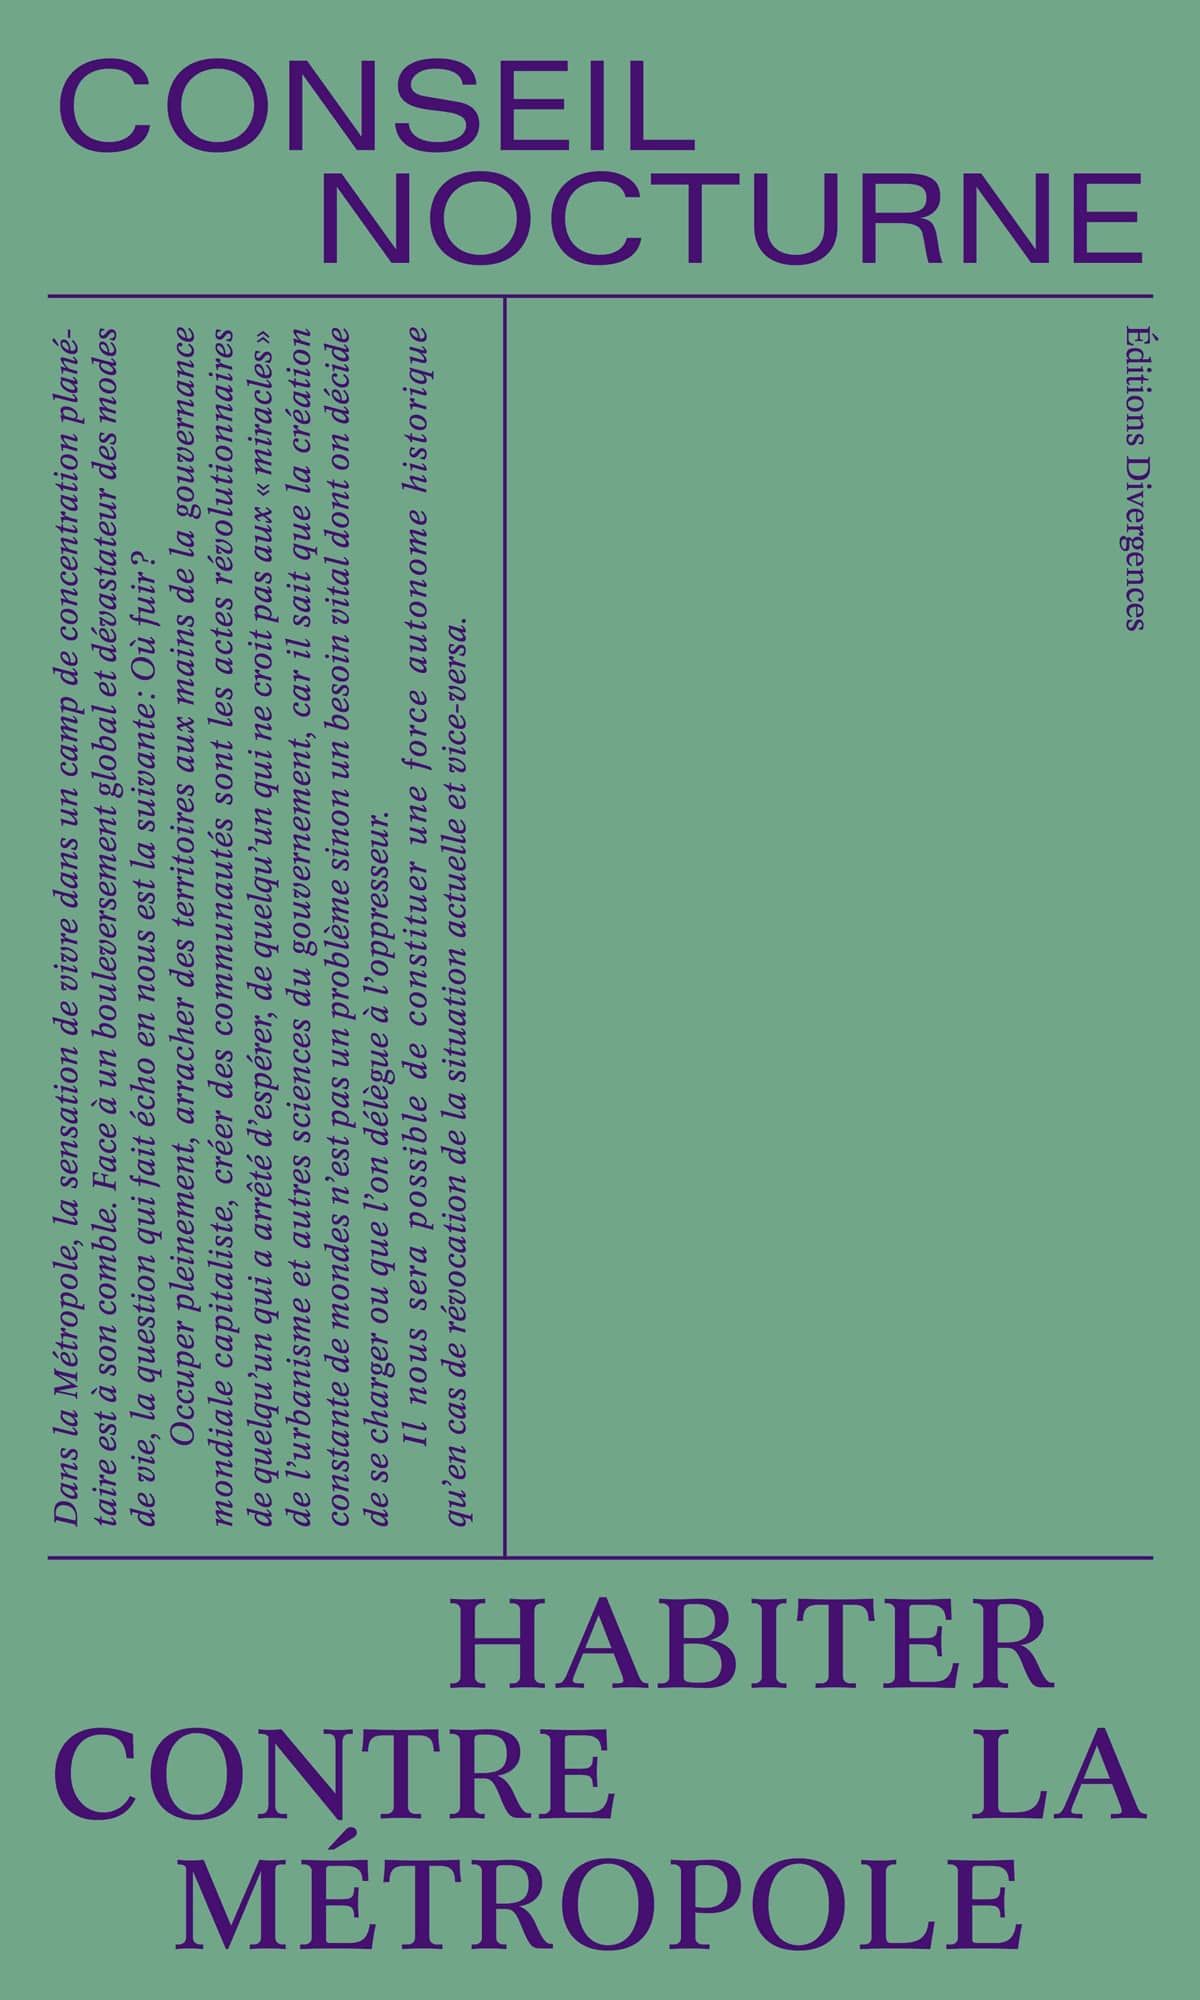 CONSEIL
NOCTURNE
Éditions Divergences
Dans la Métropole, la sensation de vivre dans un camp de concentration plané-
taire est à son comble. Face à un bouleversement global et dévastateur des modes
de vie, la question qui fait écho en nous est la suivante : Où fuir ?
Occuper pleinement, arracher des territoires aux mains de la gouvernance
mondiale capitaliste, créer des communautés sont les actes révolutionnaires
de quelqu’un qui a arrêté d’espérer, de quelqu’un qui ne croit pas aux « miracles »
de l’urbanisme et autres sciences du gouvernement, car il sait que la création
constante de mondes n’est pas un problème sinon un besoin vital dont on décide
de se charger ou que l’on délègue à l’oppresseur.
Il nous sera possible de constituer une force autonome historique
qu’en cas de révocation de la situation actuelle et vice-versa.
HABITER
CONTRE LA
MÉTROPOLE